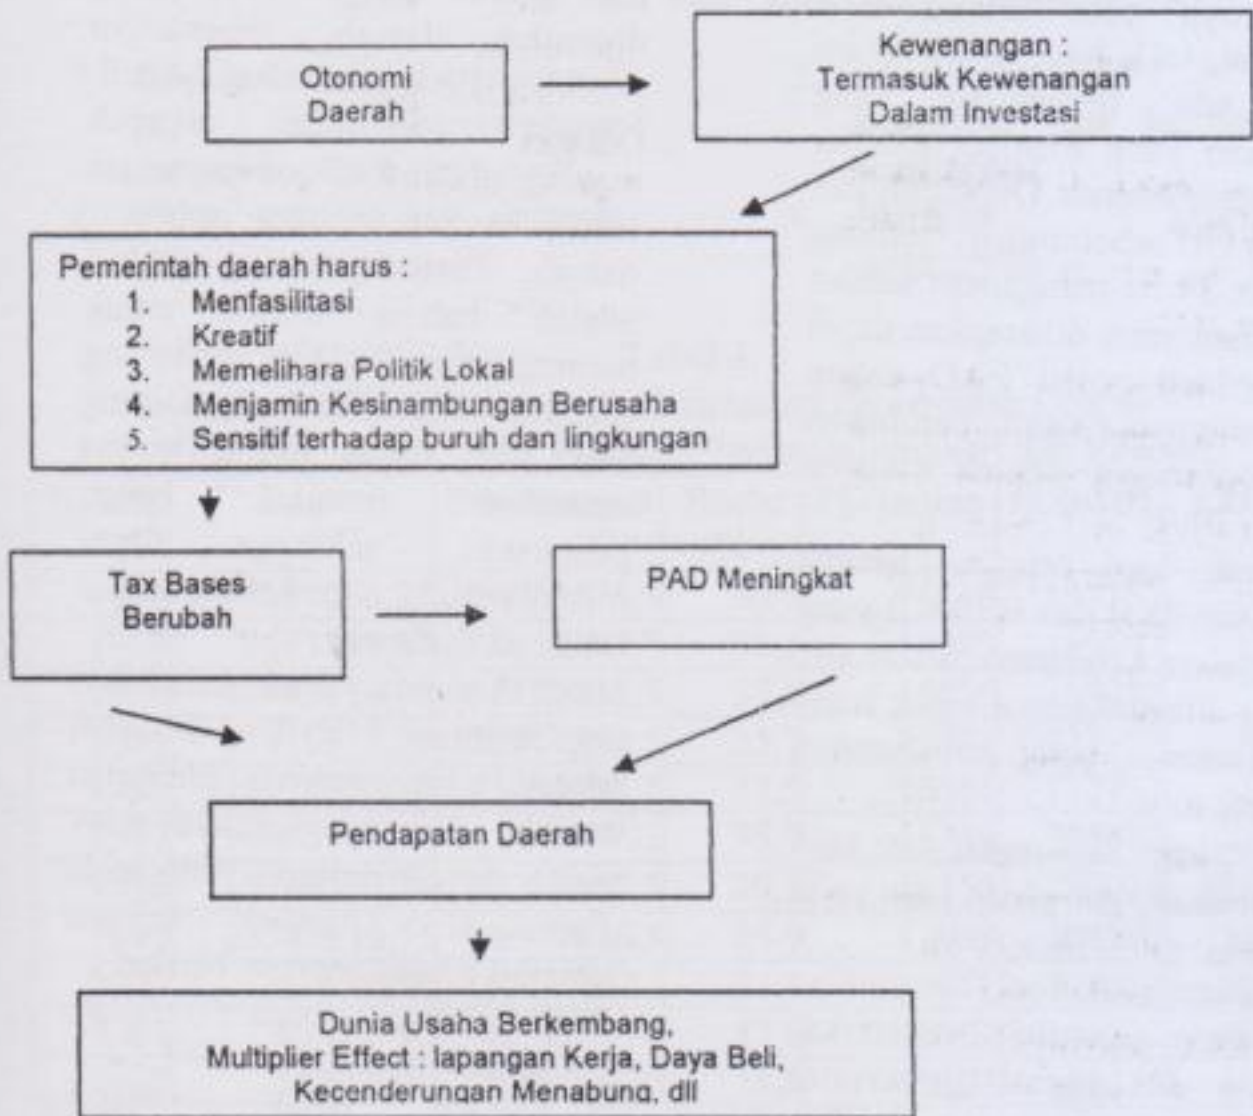 Otonomi
Daerah
Kewenangan :
Termasuk Kewenangan
Dalam Investasi
Pemerintah daerah harus :
1. Menfasilitasi
2. Kreatif
3. Memelihara Politik Lokal
4. Menjamin Kesinambungan Berusaha
5. Sensitif terhadap buruh dan lingkungan
Tax Bases
Berubah
PAD Meningkat
Pendapatan Daerah
Dunia Usaha Berkembang,
Multiplier Effect : lapangan Kerja, Daya Beli,
Kecenderungan Menabung, dll